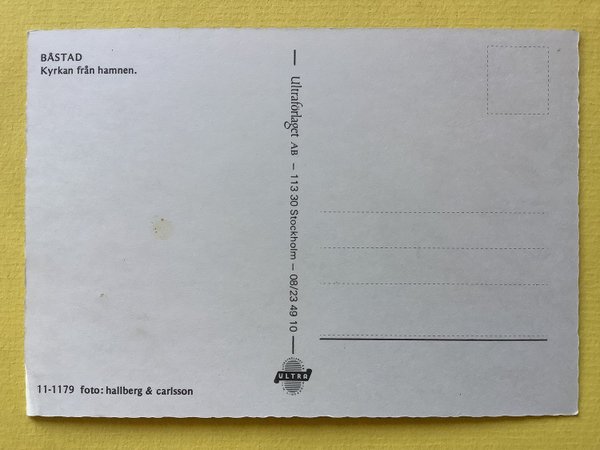 BÅSTAD
Kyrkan från hamnen.
Ultraförlaget AB – 113 30 Stockholm – 08/23 49 10
ULTRA
11-1179 foto: hallberg & carlsson